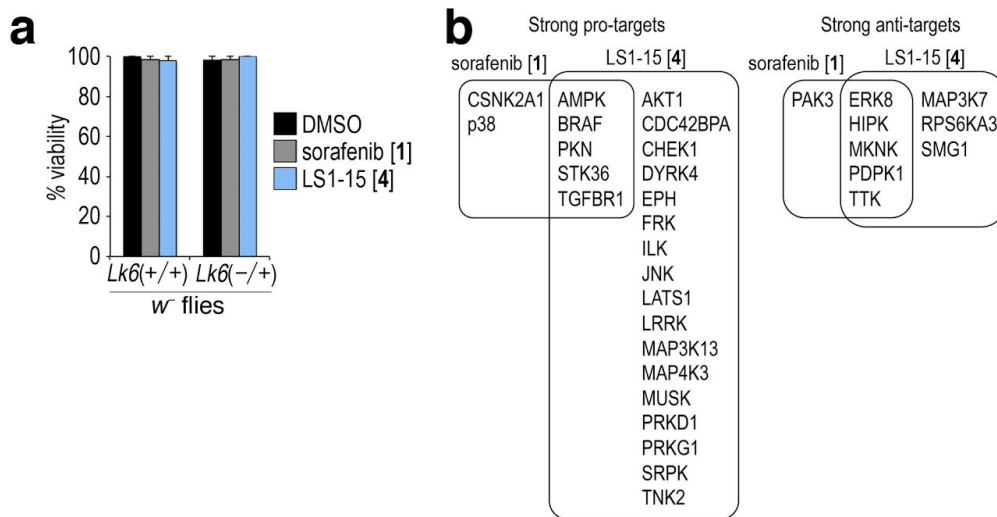 a
% viability
100
80
60
40
20
0
DMSO
sorafenib [1]
LS1-15 [4]
Lk6(+/+) Lk6(−/+)
w⁻ flies
b
Strong pro-targets
sorafenib [1]
LS1-15 [4]
CSNK2A1
p38
AMPK
BRAF
PKN
STK36
TGFBR1
AKT1
CDC42BPA
CHEK1
DYRK4
EPH
FRK
ILK
JNK
LATS1
LRRK
MAP3K13
MAP4K3
MUSK
PRKD1
PRKG1
SRPK
TNK2
Strong anti-targets
sorafenib [1]
LS1-15 [4]
PAK3
ERK8
HIPK
MKNK
PDPK1
TTK
MAP3K7
RPS6KA3
SMG1